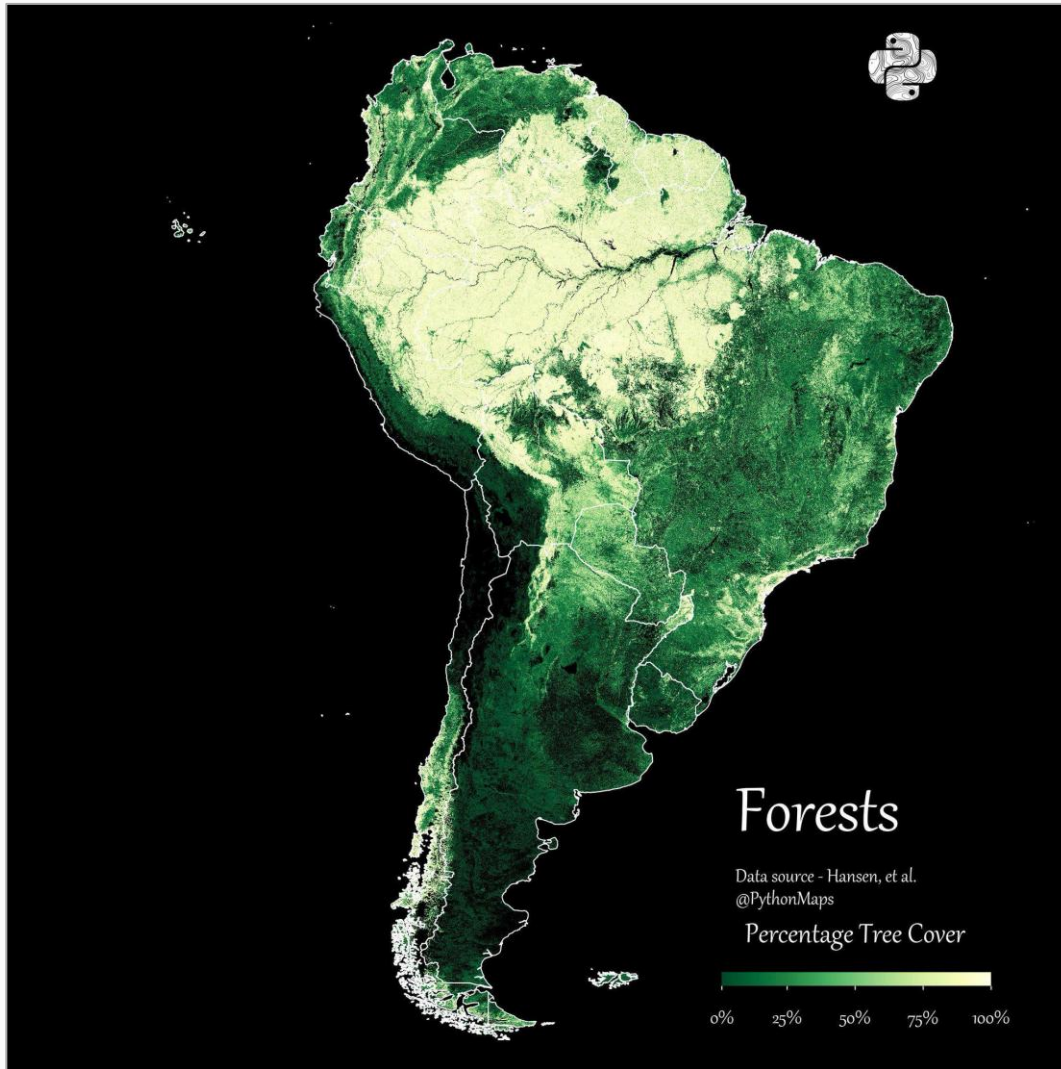 Forests
Data source - Hansen, et al.
@PythonMaps
Percentage Tree Cover
0% 25% 50% 75% 100%